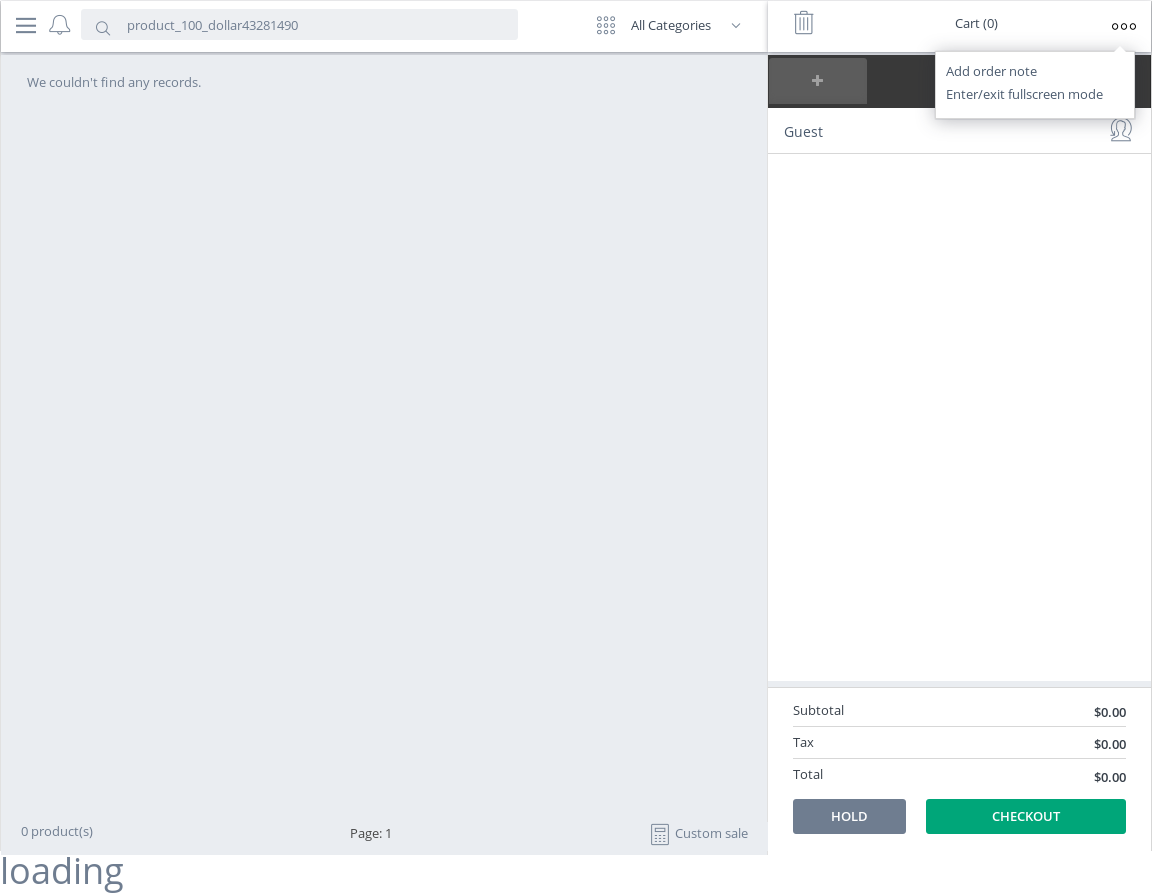 product_100_dollar43281490
All Categories
Cart (0)
We couldn't find any records.
Add order note
Enter/exit fullscreen mode
Guest
Subtotal $0.00
Tax $0.00
Total $0.00
HOLD CHECKOUT
0 product(s) Page: 1 Custom sale
loading